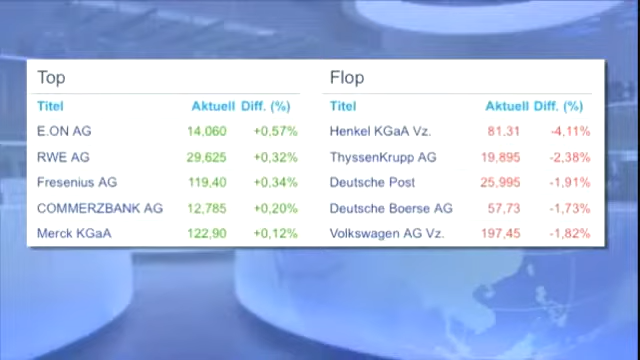 Top
Titel Aktuell Diff. (%)
E.ON AG 14,060 +0.57%
RWE AG 29,625 +0,32%
Fresenius AG 119,40 +0,34%
COMMERZBANK AG 12,785 +0,20%
Merck KGaA 122,90 +0,12%
Flop
Titel Aktuell Diff. (%)
Henkel KGaA Vz. 81.31 -4,11%
ThyssenKrupp AG 19,895 -2,38%
Deutsche Post 25,995 -1,91%
Deutsche Boerse AG 57,73 -1,73%
Volkswagen AG Vz. 197,45 -1,82%